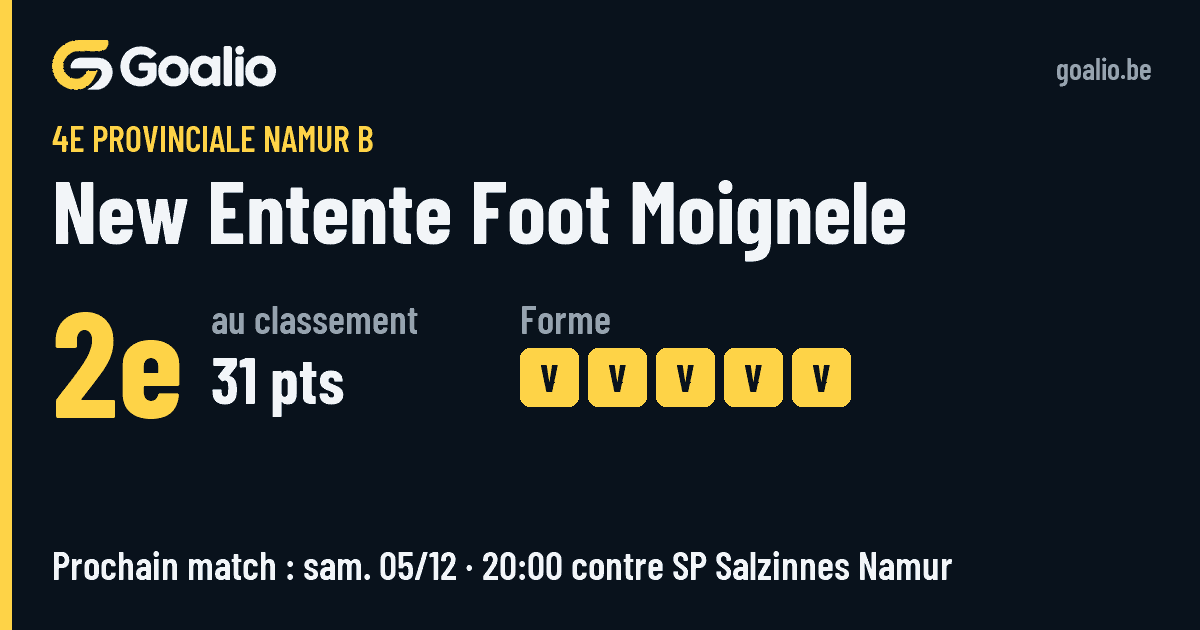 Goalio
goalio.be
4E PROVINCIALE NAMUR B
New Entente Foot Moignele
2e
au classement
31 pts
Forme
V V V V V
Prochain match : sam. 05/12 · 20:00 contre SP Salzinnes Namur